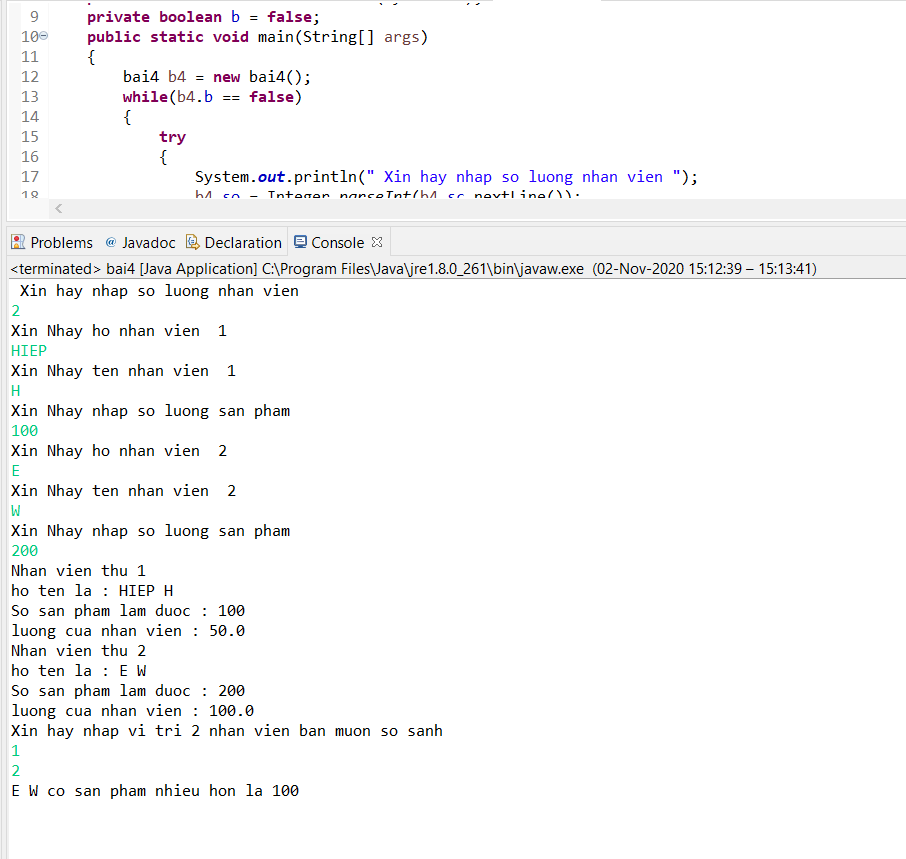 9 private boolean b = false;
10 public static void main(String[] args)
11 {
12 bai4 b4 = new bai4();
13 while(b4.b == false)
14 {
15 try
16 {
17 System.out.println(" Xin hay nhap so luong nhan vien ");
18 b4.so = Integer.parseInt(b4.sc.nextLine());
Problems @ Javadoc Declaration Console
<terminated> bai4 [Java Application] C:\Program Files\Java\jre1.8.0_261\bin\javaw.exe (02-Nov-2020 15:12:39 – 15:13:41)
Xin hay nhap so luong nhan vien
2
Xin Nhay ho nhan vien 1
HIEP
Xin Nhay ten nhan vien 1
H
Xin Nhay nhap so luong san pham
100
Xin Nhay ho nhan vien 2
E
Xin Nhay ten nhan vien 2
W
Xin Nhay nhap so luong san pham
200
Nhan vien thu 1
ho ten la : HIEP H
So san pham lam duoc : 100
luong cua nhan vien : 50.0
Nhan vien thu 2
ho ten la : E W
So san pham lam duoc : 200
luong cua nhan vien : 100.0
Xin hay nhap vi tri 2 nhan vien ban muon so sanh
1
2
E W co san pham nhieu hon la 100